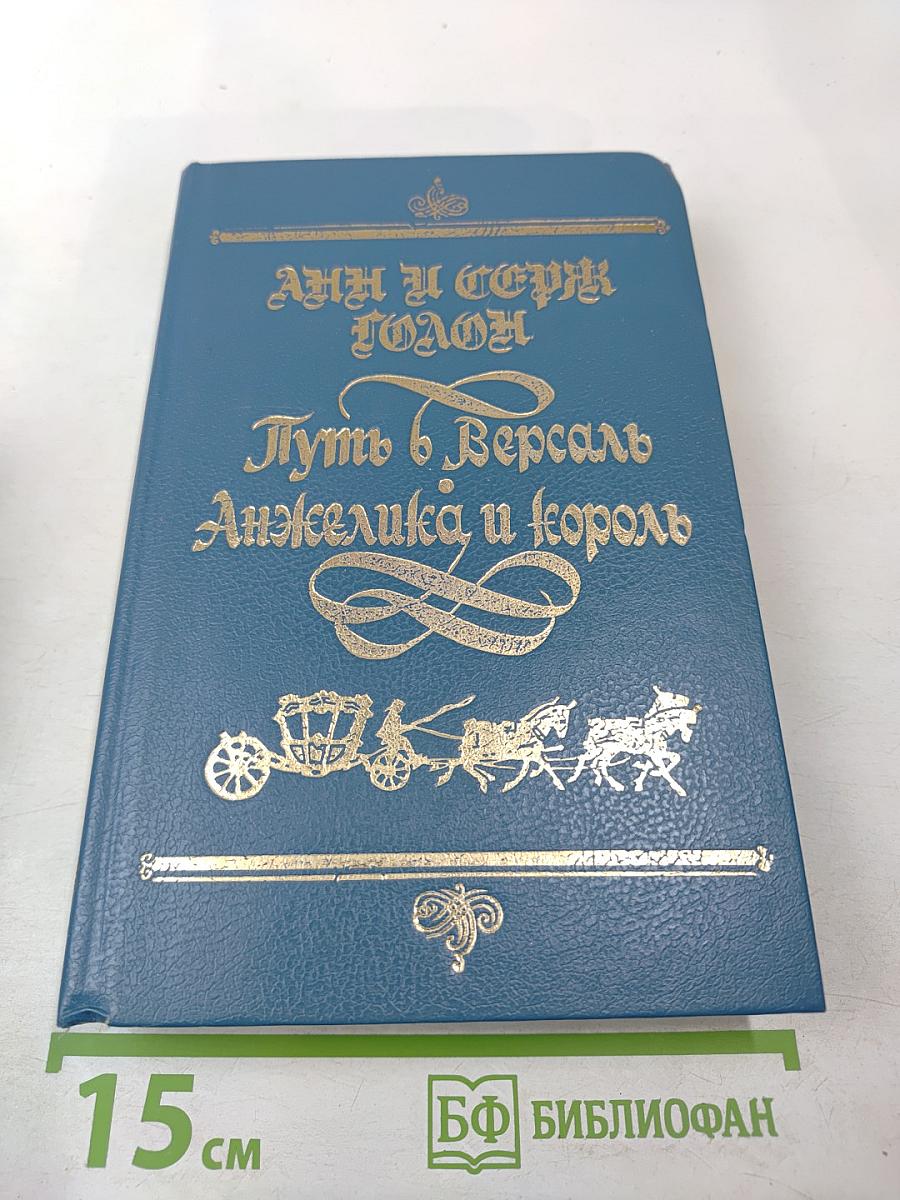 АНН И СЕРЖ
ГОЛОН
Путь в Версаль
Анжелика и король
15 см
БФ БИБЛИОФАН